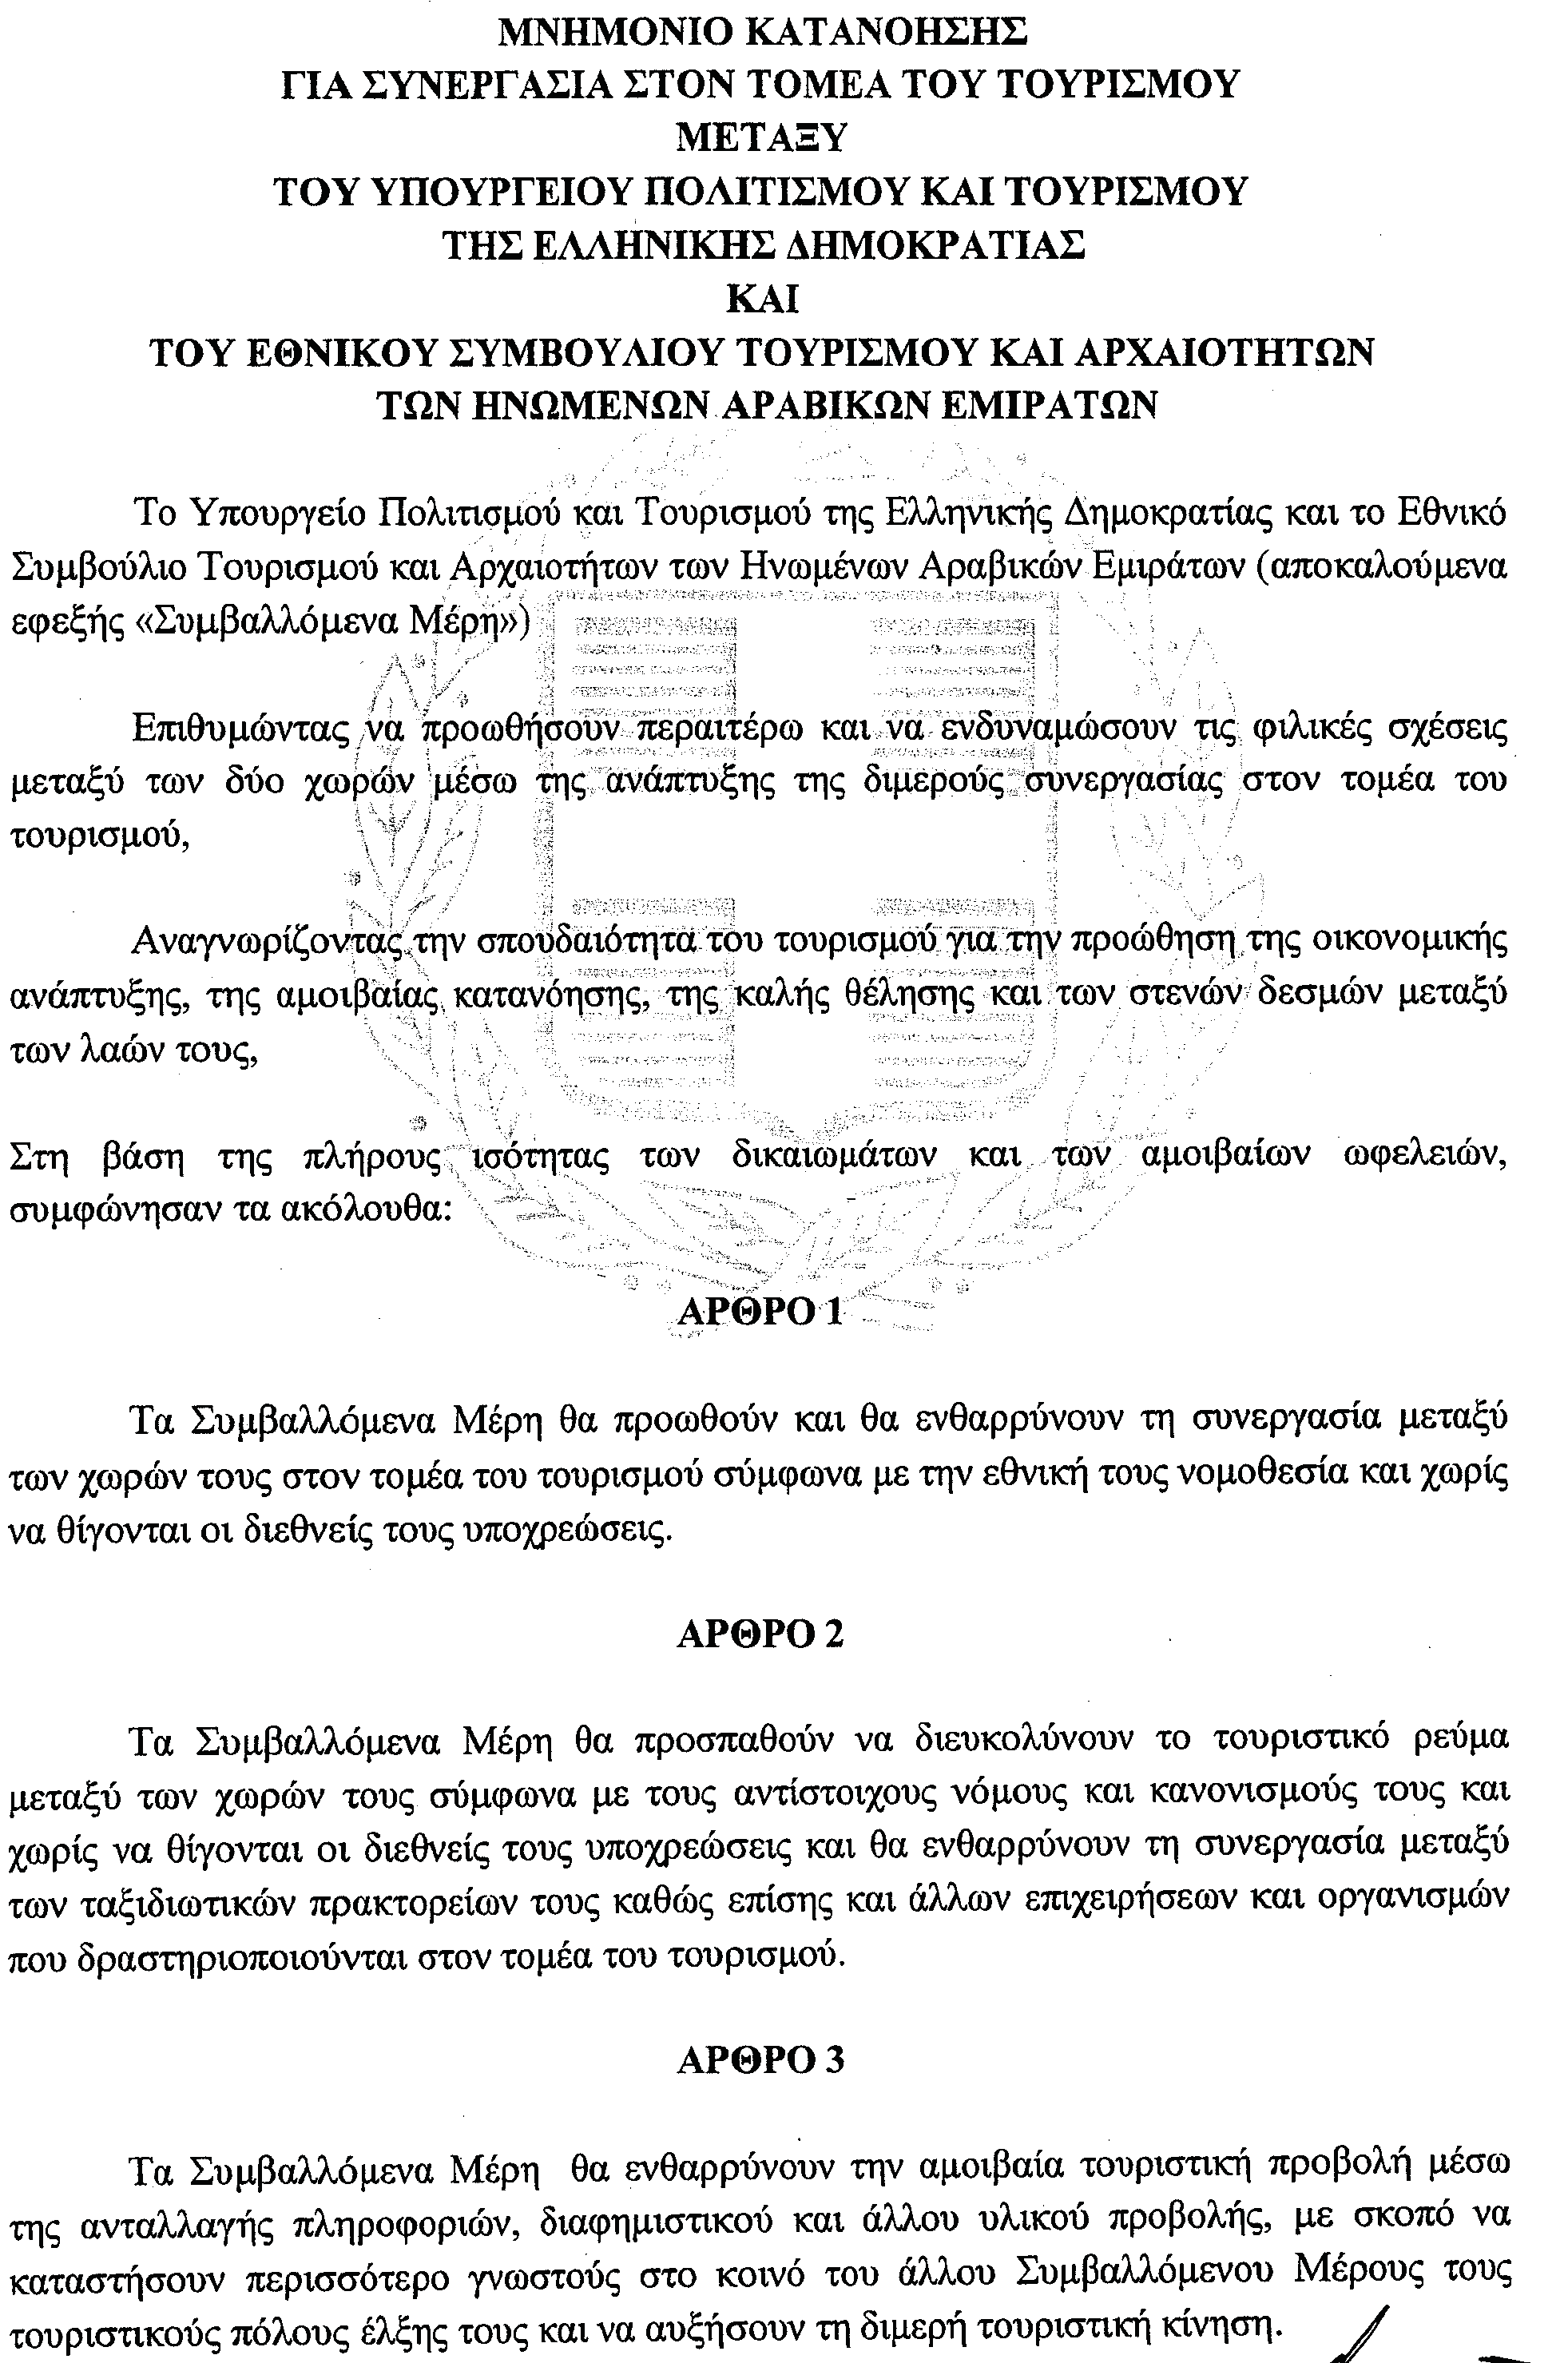 ΜΝΗΜΟΝΙΟ ΚΑΤΑΝΟΗΣΗΣ
ΓΙΑ ΣΥΝΕΡΓΑΣΙΑ ΣΤΟΝ ΤΟΜΕΑ ΤΟΥ ΤΟΥΡΙΣΜΟΥ
ΜΕΤΑΞΥ
ΤΟΥ ΥΠΟΥΡΓΕΙΟΥ ΠΟΛΙΤΙΣΜΟΥ ΚΑΙ ΤΟΥΡΙΣΜΟΥ
ΤΗΣ ΕΛΛΗΝΙΚΗΣ ΔΗΜΟΚΡΑΤΙΑΣ
ΚΑΙ
ΤΟΥ ΕΘΝΙΚΟΥ ΣΥΜΒΟΥΛΙΟΥ ΤΟΥΡΙΣΜΟΥ ΚΑΙ ΑΡΧΑΙΟΤΗΤΩΝ
ΤΩΝ ΗΝΩΜΕΝΩΝ ΑΡΑΒΙΚΩΝ ΕΜΙΡΑΤΩΝ
Το Υπουργείο Πολιτισμού και Τουρισμού της Ελληνικής Δημοκρατίας και το Εθνικό
Συμβούλιο Τουρισμού και Αρχαιοτήτων των Ηνωμένων Αραβικών Εμιράτων (αποκαλούμενα
εφεξής «Συμβαλλόμενα Μέρη»)
Επιθυμώντας να προωθήσουν περαιτέρω και να ενδυναμώσουν τις φιλικές σχέσεις
μεταξύ των δύο χωρών μέσω της ανάπτυξης της διμερούς συνεργασίας στον τομέα του
τουρισμού,
Αναγνωρίζοντας την σπουδαιότητα του τουρισμού για την προώθηση της οικονομικής
ανάπτυξης, της αμοιβαίας κατανόησης, της καλής θέλησης και των στενών δεσμών μεταξύ
των λαών τους,
Στη βάση της πλήρους ισότητας των δικαιωμάτων και των αμοιβαίων ωφελειών,
συμφώνησαν τα ακόλουθα:
ΑΡΘΡΟ 1
Τα Συμβαλλόμενα Μέρη θα προωθούν και θα ενθαρρύνουν τη συνεργασία μεταξύ
των χωρών τους στον τομέα του τουρισμού σύμφωνα με την εθνική τους νομοθεσία και χωρίς
να θίγονται οι διεθνείς τους υποχρεώσεις.
ΑΡΘΡΟ 2
Τα Συμβαλλόμενα Μέρη θα προσπαθούν να διευκολύνουν το τουριστικό ρεύμα
μεταξύ των χωρών τους σύμφωνα με τους αντίστοιχους νόμους και κανονισμούς τους και
χωρίς να θίγονται οι διεθνείς τους υποχρεώσεις και θα ενθαρρύνουν τη συνεργασία μεταξύ
των ταξιδιωτικών πρακτορείων τους καθώς επίσης και άλλων επιχειρήσεων και οργανισμών
που δραστηριοποιούνται στον τομέα του τουρισμού.
ΑΡΘΡΟ 3
Τα Συμβαλλόμενα Μέρη θα ενθαρρύνουν την αμοιβαία τουριστική προβολή μέσω
της ανταλλαγής πληροφοριών, διαφημιστικού και άλλου υλικού προβολής, με σκοπό να
καταστήσουν περισσότερο γνωστούς στο κοινό του άλλου Συμβαλλόμενου Μέρους τους
τουριστικούς πόλους έλξης τους και να αυξήσουν τη διμερή τουριστική κίνηση.